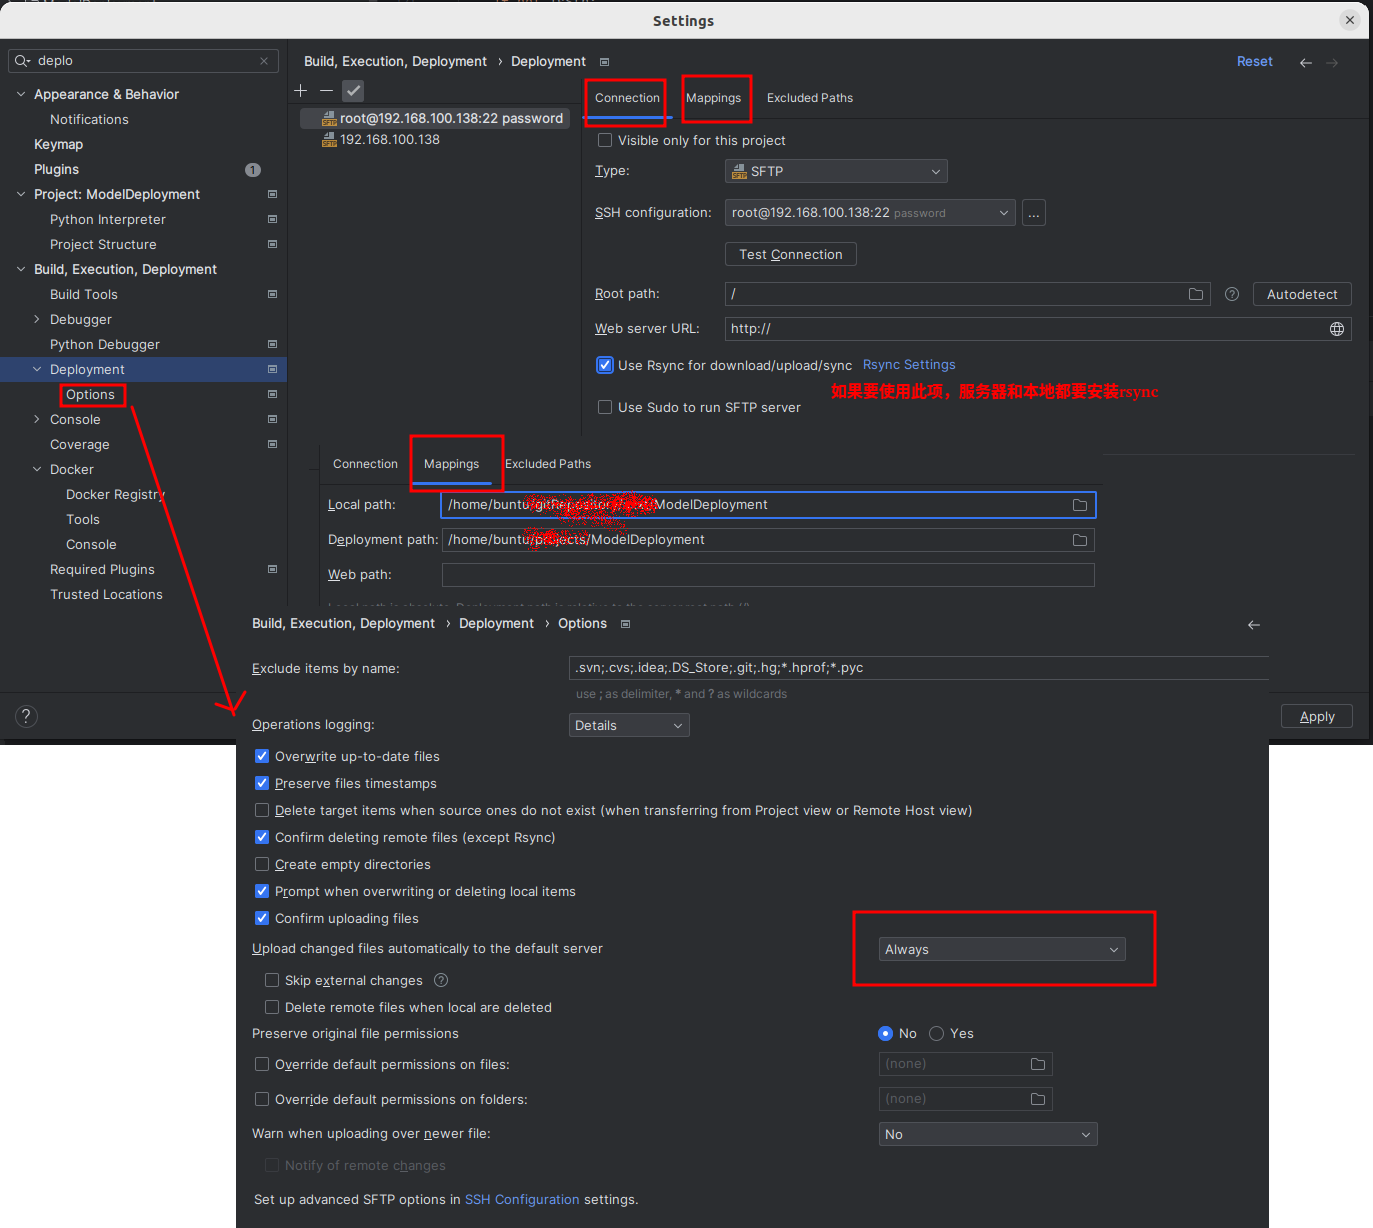 Settings
deplo
Appearance & Behavior
Notifications
Keymap
Plugins
1
Project: ModelDeployment
Python Interpreter
Project Structure
Build, Execution, Deployment
Build Tools
Debugger
Python Debugger
Deployment
Options
Console
Coverage
Docker
Docker Registry
Tools
Console
Required Plugins
Trusted Locations
?
Build, Execution, Deployment › Deployment
Reset
root@192.168.100.138:22 password
192.168.100.138
Connection
Mappings
Excluded Paths
Visible only for this project
Type:
SFTP
SSH configuration:
root@192.168.100.138:22 password
...
Test Connection
Root path:
/
Autodetect
Web server URL:
http://
Use Rsync for download/upload/sync
Rsync Settings
如果要使用此项，服务器和本地都要安装rsync
Use Sudo to run SFTP server
Connection
Mappings
Excluded Paths
Local path:
/home/buntu ModelDeployment
Deployment path:
/home/buntu /ModelDeployment
Web path:
Build, Execution, Deployment › Deployment › Options
Exclude items by name:
.svn;.cvs;.idea;.DS_Store;.git;.hg;*.hprof;*.pyc
use ; as delimiter, * and ? as wildcards
Operations logging:
Details
Overwrite up-to-date files
Preserve files timestamps
Delete target items when source ones do not exist (when transferring from Project view or Remote Host view)
Confirm deleting remote files (except Rsync)
Create empty directories
Prompt when overwriting or deleting local items
Confirm uploading files
Upload changed files automatically to the default server
Always
Skip external changes
Delete remote files when local are deleted
Preserve original file permissions
No
Yes
Override default permissions on files:
(none)
Override default permissions on folders:
(none)
Warn when uploading over newer file:
No
Notify of remote changes
Set up advanced SFTP options in SSH Configuration settings.
Apply